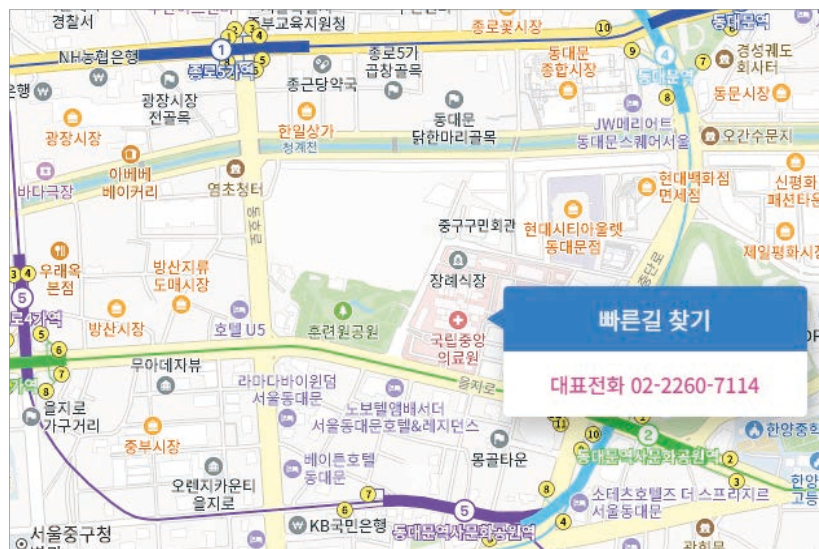 경찰서
중부교육지원청
종로꽃시장
동대문역
NH농협은행
종로5가역
종로5가
곱창골목
동대문
종합시장
동대문역
경성궤도
회사터
광장시장
전골목
종근당약국
동문시장
광장시장
한일상가
동대문
닭한마리골목
JW메리어트
동대문스퀘어서울
오간수문지
청계천
아베베
베이커리
바다극장
염초청터
현대백화점
면세점
신평화
패션타운
동호로
중구구민회관
현대시티아울렛
동대문점
제일평화시장
우래옥
본점
방산지류
도매시장
장례식장
방산시장
호텔 U5
훈련원공원
국립중앙
의료원
빠른길 찾기
대표전화 02-2260-7114
무아데지뷰
을지로
라마다바이윈덤
서울동대문
노보텔앰배서더
서울동대문호텔&레지던스
을지로
가구거리
중부시장
동대문역사문화공원역
한양중학
베이튼호텔
동대문
몽골타운
오렌지카운티
을지로
소테츠호텔즈 더 스프라지르
서울동대문
한양
고등
KB국민은행
동대문역사문화공원역
서울중구청
광희문